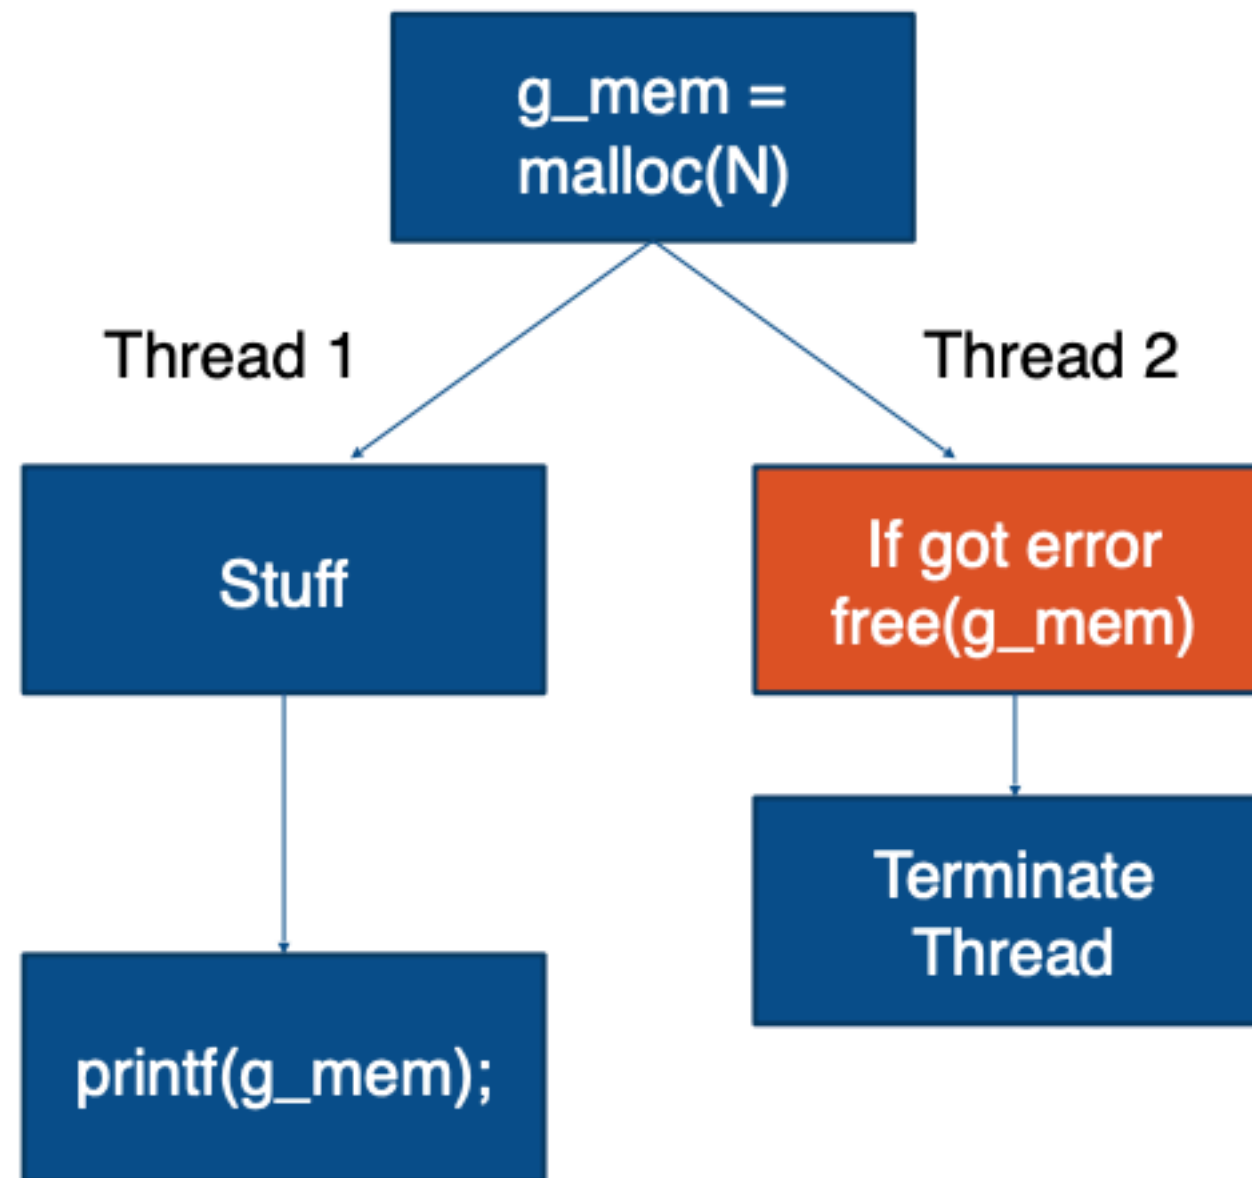 g_mem =
malloc(N)
Thread 1
Thread 2
Stuff
If got error
free(g_mem)
Terminate
Thread
printf(g_mem);